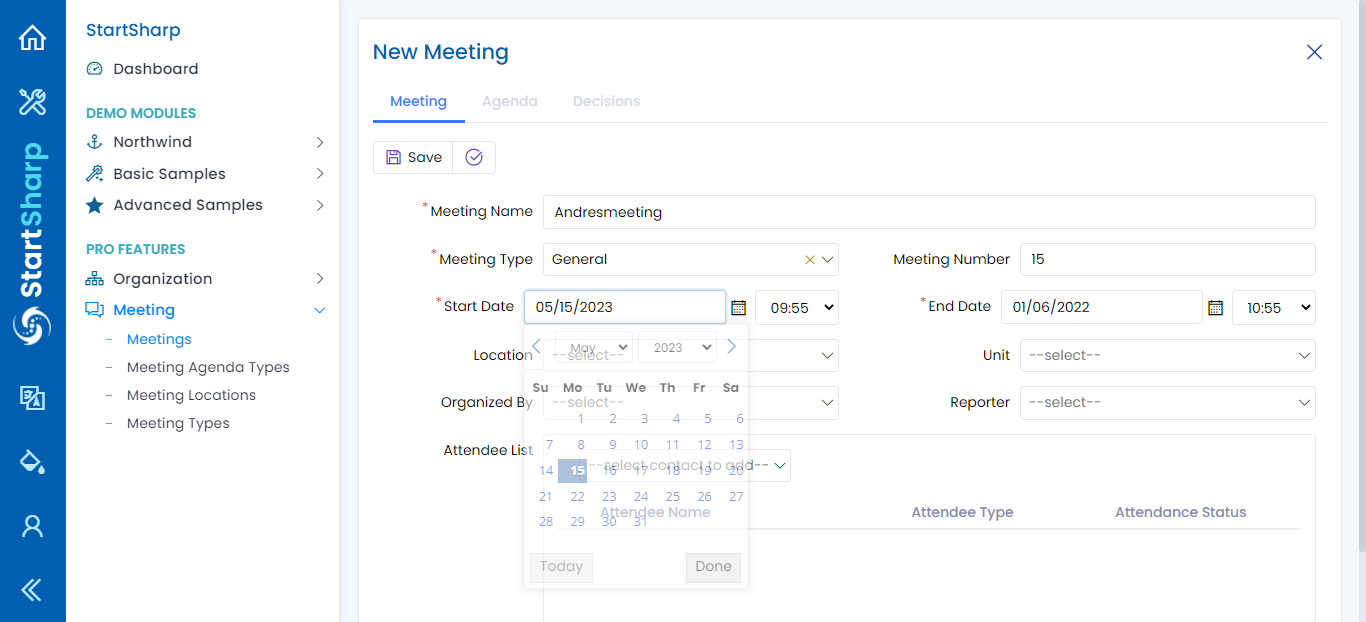 StartSharp
StartSharp
Dashboard
DEMO MODULES
Northwind
Basic Samples
Advanced Samples
PRO FEATURES
Organization
Meeting
Meetings
Meeting Agenda Types
Meeting Locations
Meeting Types
New Meeting
Meeting Agenda Decisions
Save
*Meeting Name Andresmeeting
*Meeting Type General
Meeting Number 15
*Start Date 05/15/2023 09:55
*End Date 01/06/2022 10:55
Location --select--
Unit --select--
Organized By --select--
Reporter --select--
Attendee List --select contact to add--
Attendee Name Attendee Type Attendance Status
May 2023
Su Mo Tu We Th Fr Sa
1 2 3 4 5 6
7 8 9 10 11 12 13
14 15 16 17 18 19 20
21 22 23 24 25 26 27
28 29 30 31
Today Done